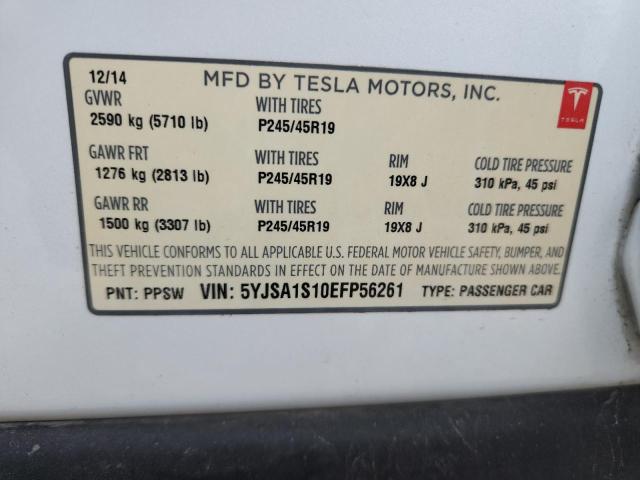 12/14 MFD BY TESLA MOTORS, INC.
GVWR WITH TIRES TESLA
2590 kg (5710 lb) P245/45R19
GAWR FRT WITH TIRES RIM COLD TIRE PRESSURE
1276 kg (2813 lb) P245/45R19 19X8 J 310 kPa, 45 psi
GAWR RR WITH TIRES RIM COLD TIRE PRESSURE
1500 kg (3307 lb) P245/45R19 19X8 J 310 kPa, 45 psi
THIS VEHICLE CONFORMS TO ALL APPLICABLE U.S. FEDERAL MOTOR VEHICLE SAFETY, BUMPER, AND
THEFT PREVENTION STANDARDS IN EFFECT ON THE DATE OF MANUFACTURE SHOWN ABOVE.
PNT: PPSW VIN: 5YJSA1S10EFP56261 TYPE: PASSENGER CAR